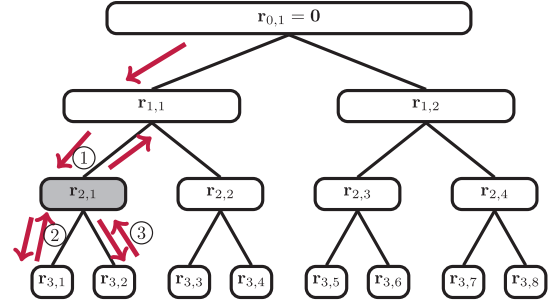 r0,1 = 0
r1,1 r1,2
①
r2,1 r2,2 r2,3 r2,4
② ③
r3,1 r3,2 r3,3 r3,4 r3,5 r3,6 r3,7 r3,8